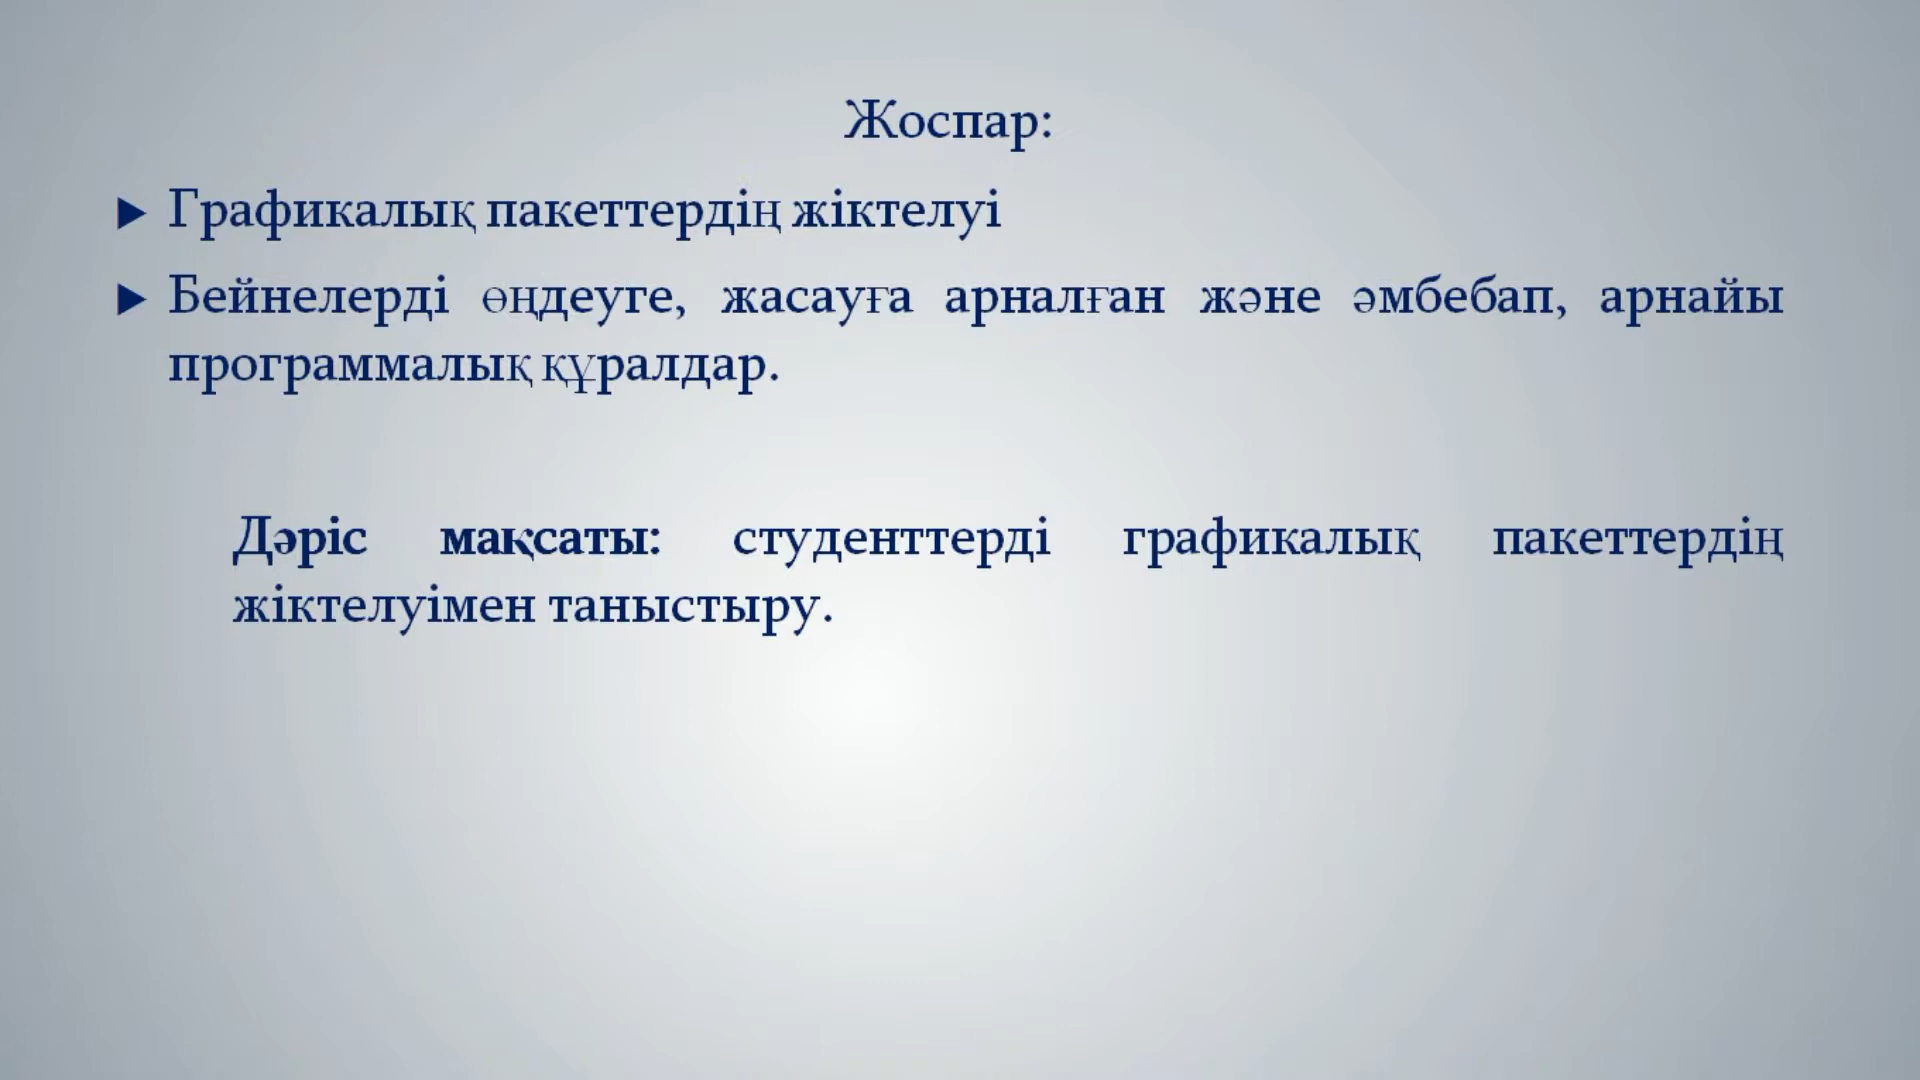 Жоспар:
Графикалық пакеттердің жіктелуі
Бейнелерді өңдеуге, жасауға арналған және әмбебап, арнайы
программалық құралдар.
Дәріс мақсаты: студенттерді графикалық пакеттердің
жіктелуімен таныстыру.